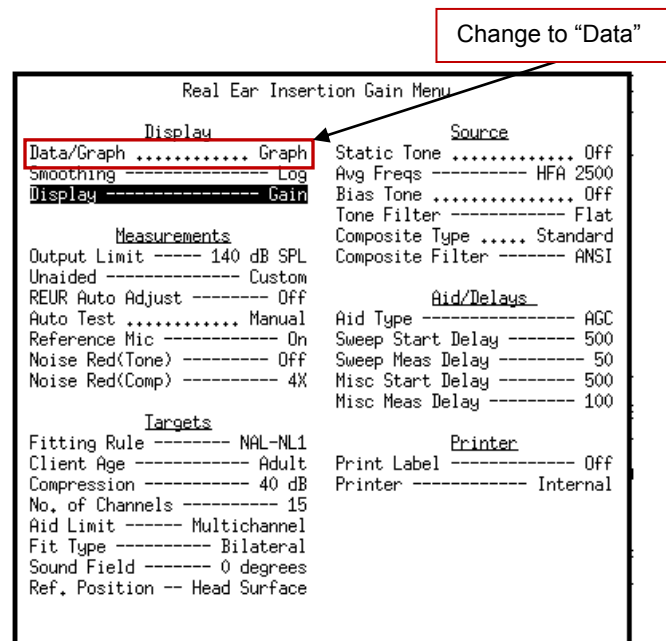 Change to “Data”
Real Ear Insertion Gain Menu
Display
Data/Graph ............ Graph
Smoothing --------------- Log
Display ----------------- Gain
Measurements
Output Limit ----- 140 dB SPL
Unaided -------------- Custom
REUR Auto Adjust -------- Off
Auto Test ............ Manual
Reference Mic ------------ On
Noise Red(Tone) --------- Off
Noise Red(Comp) ---------- 4X
Targets
Fitting Rule -------- NAL-NL1
Client Age ------------ Adult
Compression ----------- 40 dB
No. of Channels ---------- 15
Aid Limit ------ Multichannel
Fit Type ---------- Bilateral
Sound Field ------- 0 degrees
Ref. Position -- Head Surface
Source
Static Tone ............. Off
Avg Freqs ---------- HFA 2500
Bias Tone ............... Off
Tone Filter ------------ Flat
Composite Type ..... Standard
Composite Filter ------- ANSI
Aid/Delays
Aid Type ---------------- AGC
Sweep Start Delay ------- 500
Sweep Meas Delay --------- 50
Misc Start Delay -------- 500
Misc Meas Delay --------- 100
Printer
Print Label ------------- Off
Printer ------------ Internal